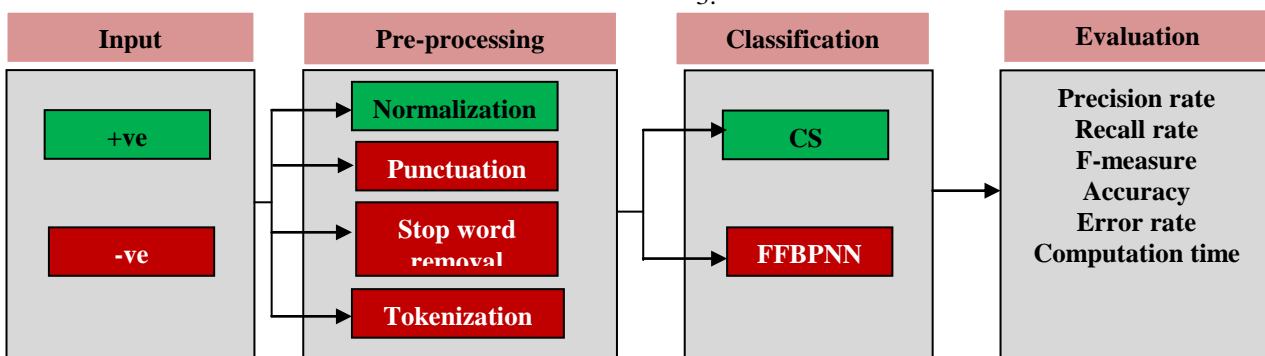 Input
+ve
-ve
Pre-processing
Normalization
Punctuation
Stop word
removal
Tokenization
Classification
CS
FFBPNN
Evaluation
Precision rate
Recall rate
F-measure
Accuracy
Error rate
Computation time